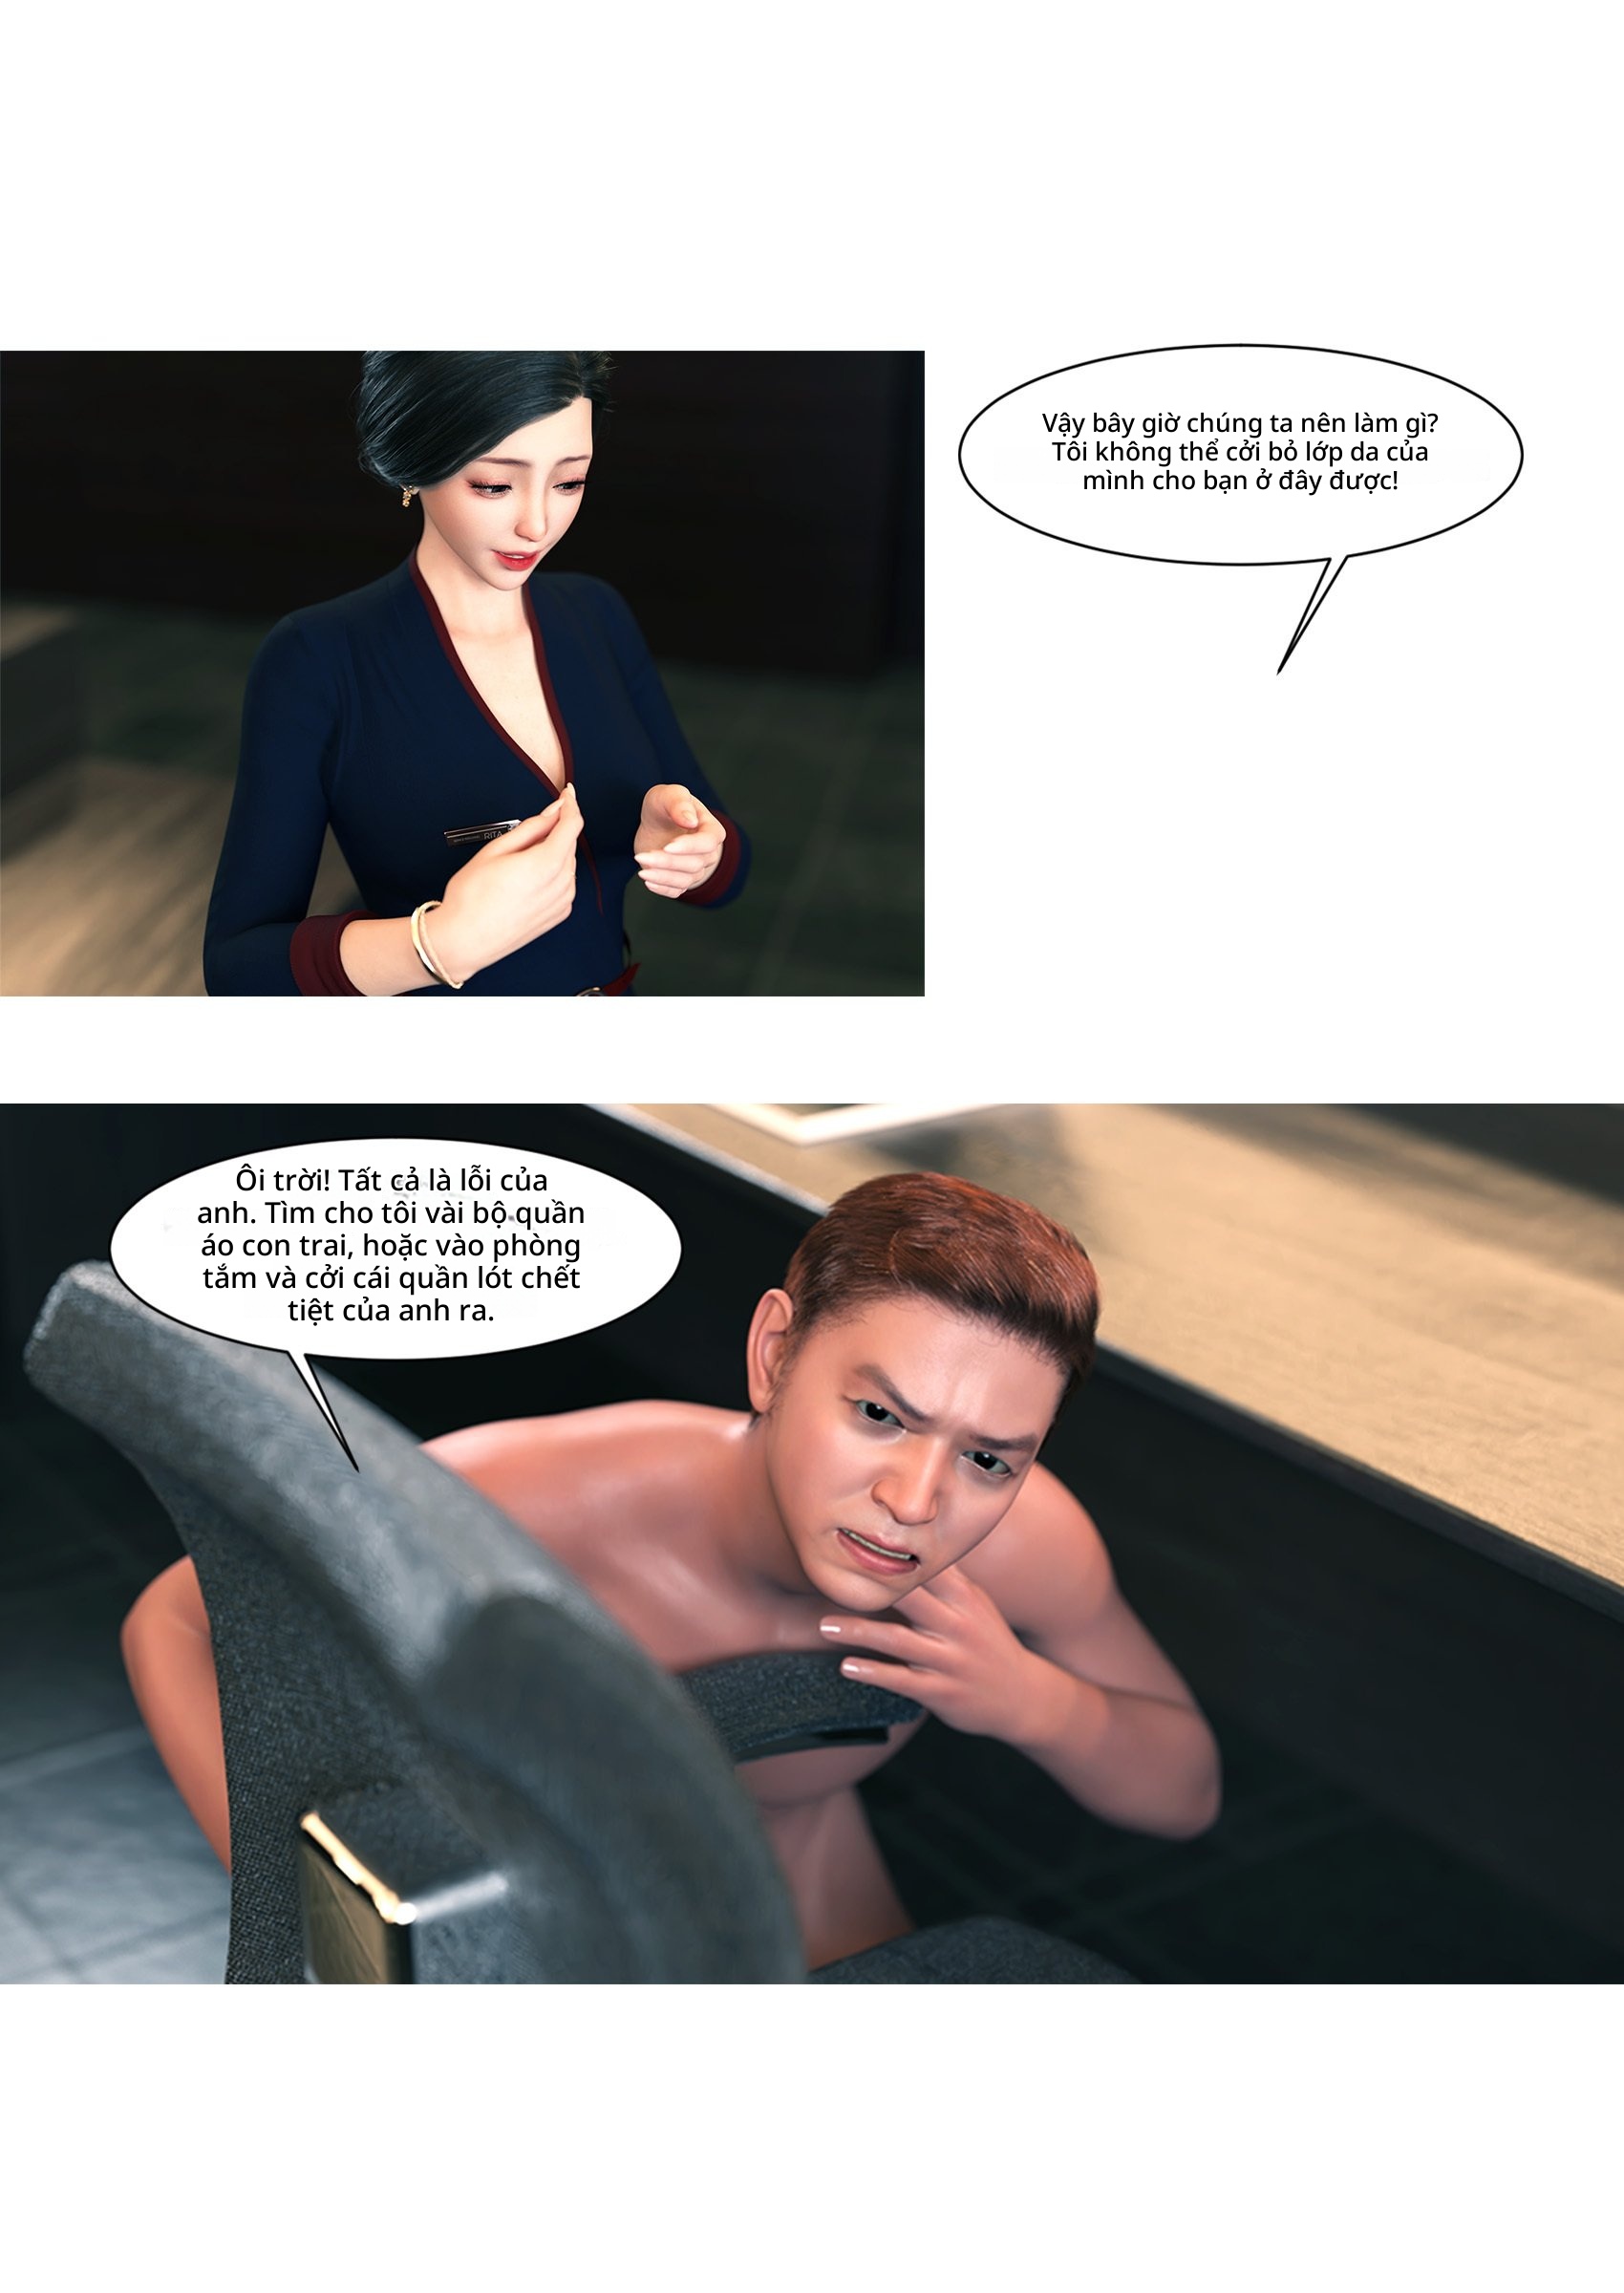 Vậy bây giờ chúng ta nên làm gì?
Tôi không thể cởi bỏ lớp da của
mình cho bạn ở đây được!
RITA
Ôi trời! Tất cả là lỗi của
anh. Tìm cho tôi vài bộ quần
áo con trai, hoặc vào phòng
tắm và cởi cái quần lót chết
tiệt của anh ra.